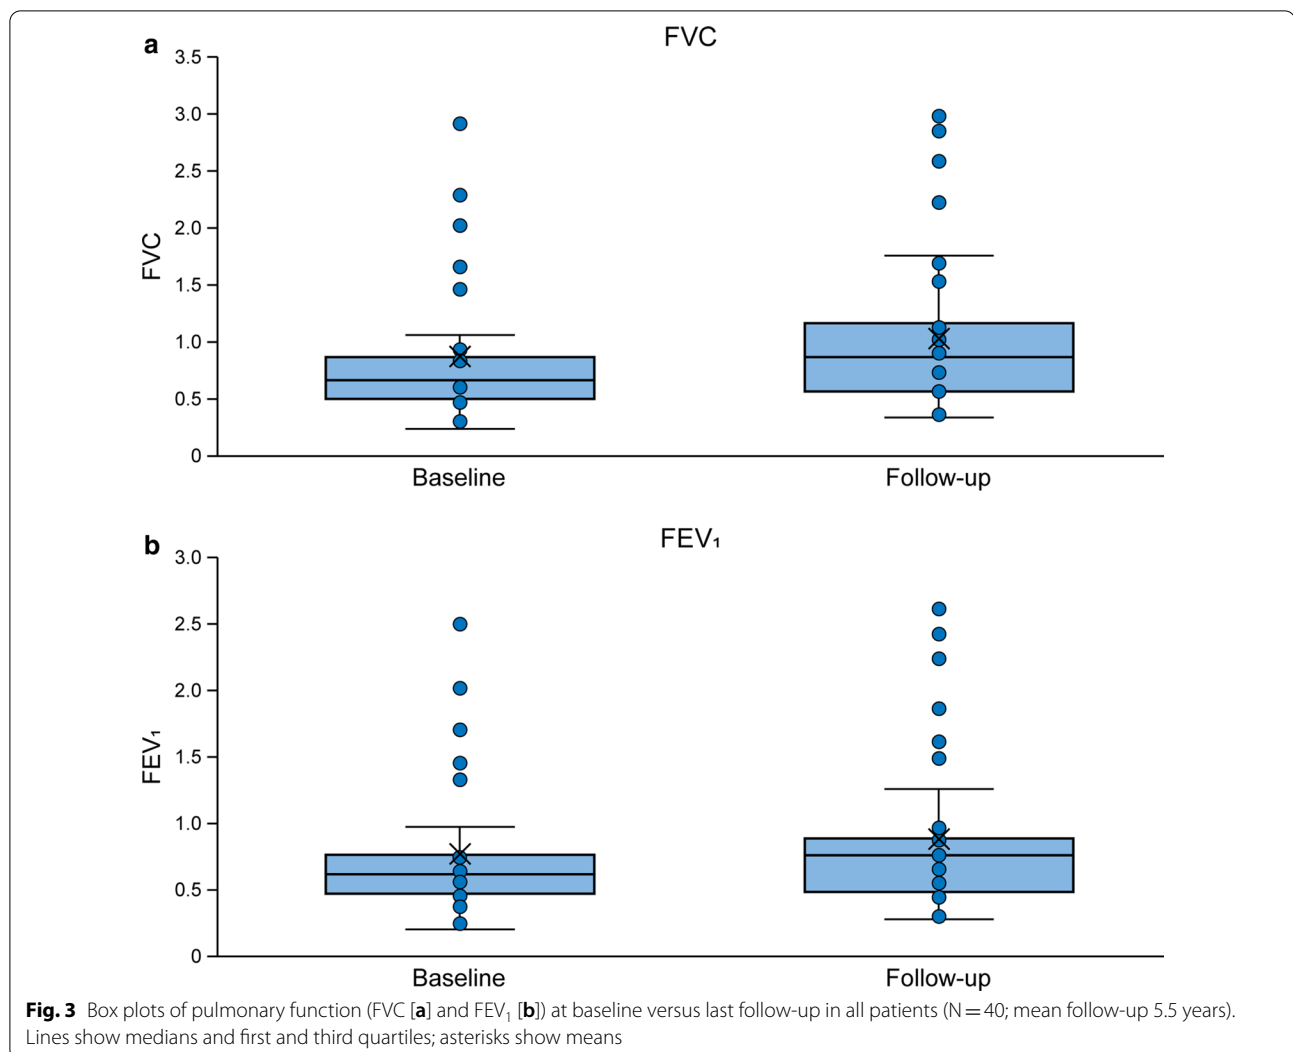 a
FVC
3.5
3.0
2.5
2.0
1.5
1.0
0.5
0
FVC
Baseline Follow-up
b
FEV₁
3.0
2.5
2.0
1.5
1.0
0.5
0
FEV₁
Baseline Follow-up
Fig. 3 Box plots of pulmonary function (FVC [a] and FEV₁ [b]) at baseline versus last follow-up in all patients (N = 40; mean follow-up 5.5 years).
Lines show medians and first and third quartiles; asterisks show means